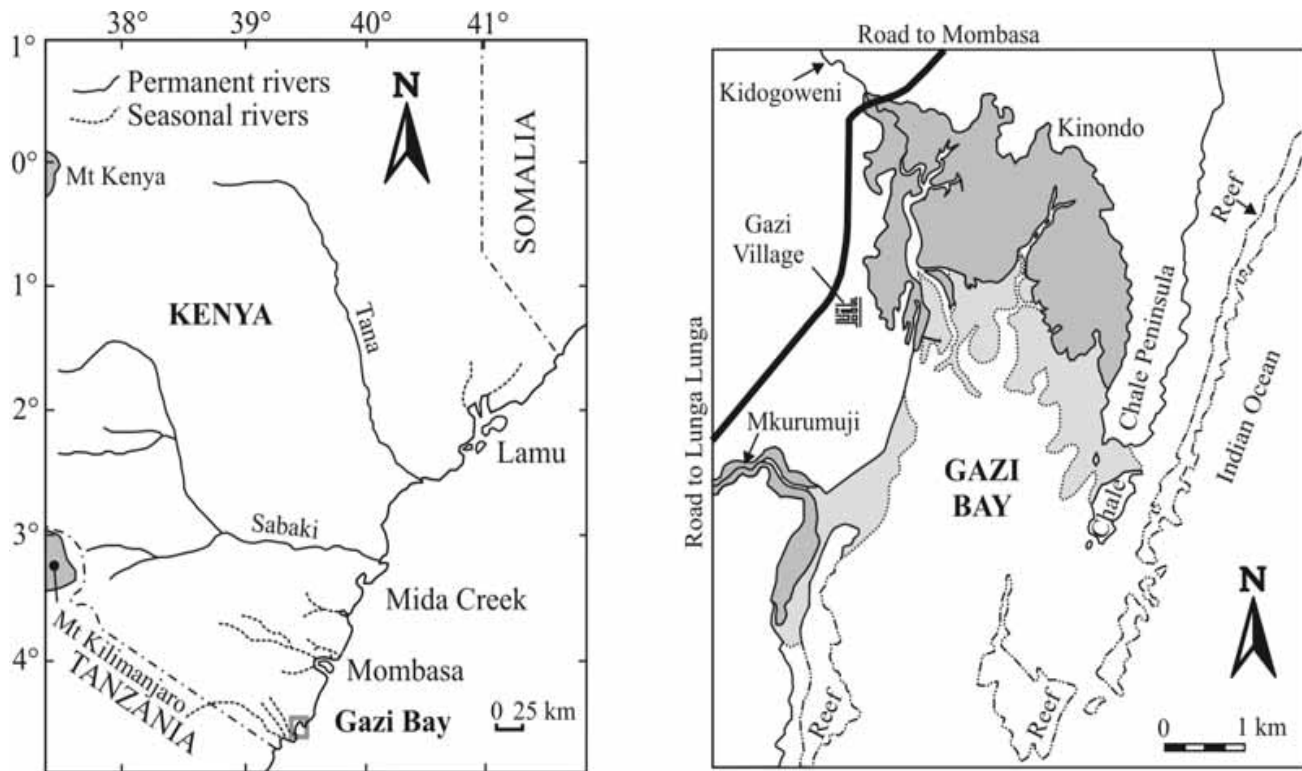 38° 39° 40° 41°
1°
Permanent rivers
Seasonal rivers
N
SOMALIA
0°
Mt Kenya
1°
KENYA
Tana
2°
Lamu
3°
Sabaki
Mida Creek
Mt Kilimanjaro
TANZANIA
4°
Mombasa
Gazi Bay
0 25 km
Road to Mombasa
Kidogoweni
Kinondo
Reef
Gazi
Village
Chale Peninsula
Indian Ocean
Road to Lunga Lunga
Mkurumuji
GAZI
BAY
Chale
N
Reef
Reef
0 1 km